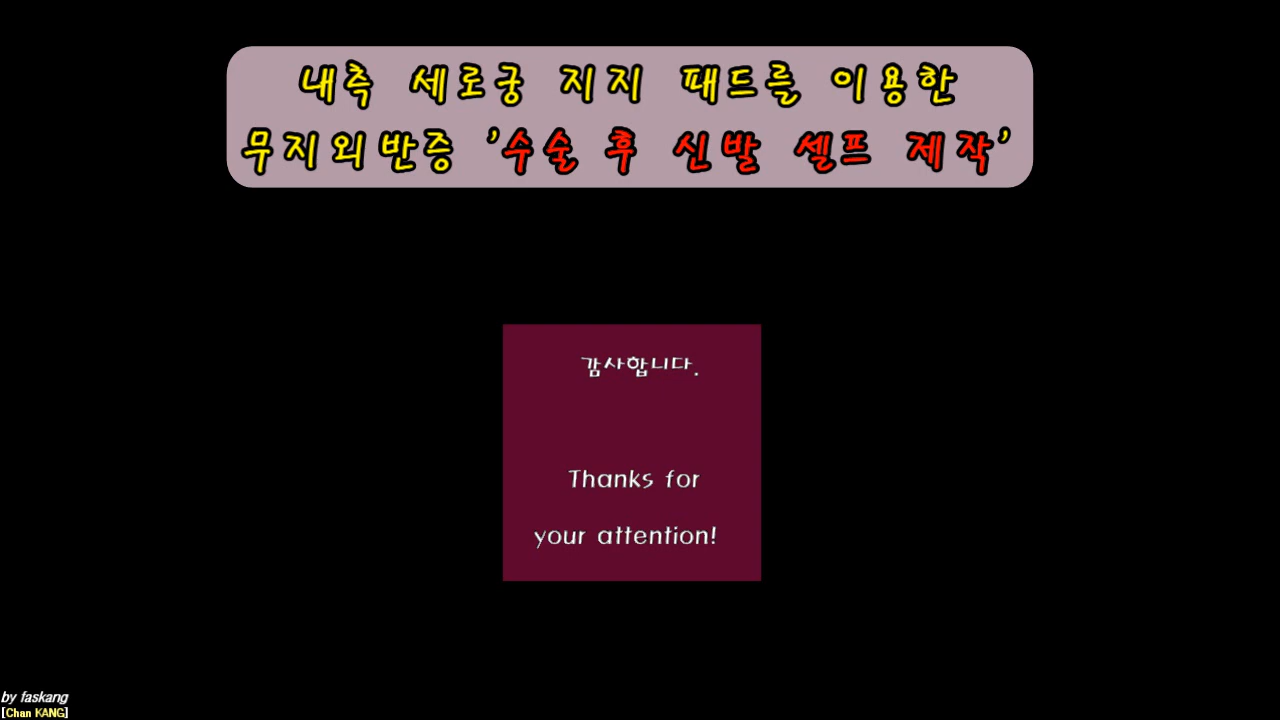 내측 세로궁 지지 패드를 이용한
무지외반증 '수술 후 신발 셀프 제작'
감사합니다.
Thanks for
your attention!
by faskang
[Chan KANG]